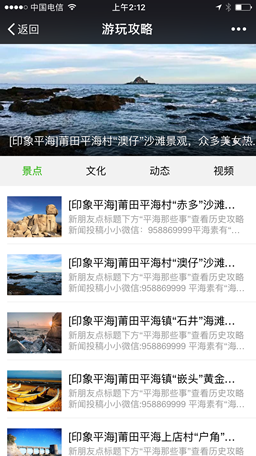 中国电信 上午2:12
返回 游玩攻略
[印象平海]莆田平海村“澳仔”沙滩景观，众多美女热...
景点 文化 动态 视频
[印象平海]莆田平海村“赤多”沙滩...
新朋友点标题下方"平海那些事"查看历史攻略
新闻投稿小小微信：958869999平海素有“...
[印象平海]莆田平海村“澳仔”沙滩...
新朋友点标题下方"平海那些事"查看历史攻略
新闻投稿小小微信:958869999 平海素有“海...
[印象平海]莆田平海镇“石井”海滩...
新朋友点标题下方"平海那些事"查看历史攻略
新闻投稿小小微信:958869999 平海素有“海...
[印象平海]莆田平海镇“嵌头”黄金...
新朋友点标题下方"平海那些事"查看历史攻略
新闻投稿小小微信:958869999 平海素有“海...
[印象平海]莆田平海上店村“户角”...
新朋友点标题下方"平海那些事"查看历史攻略